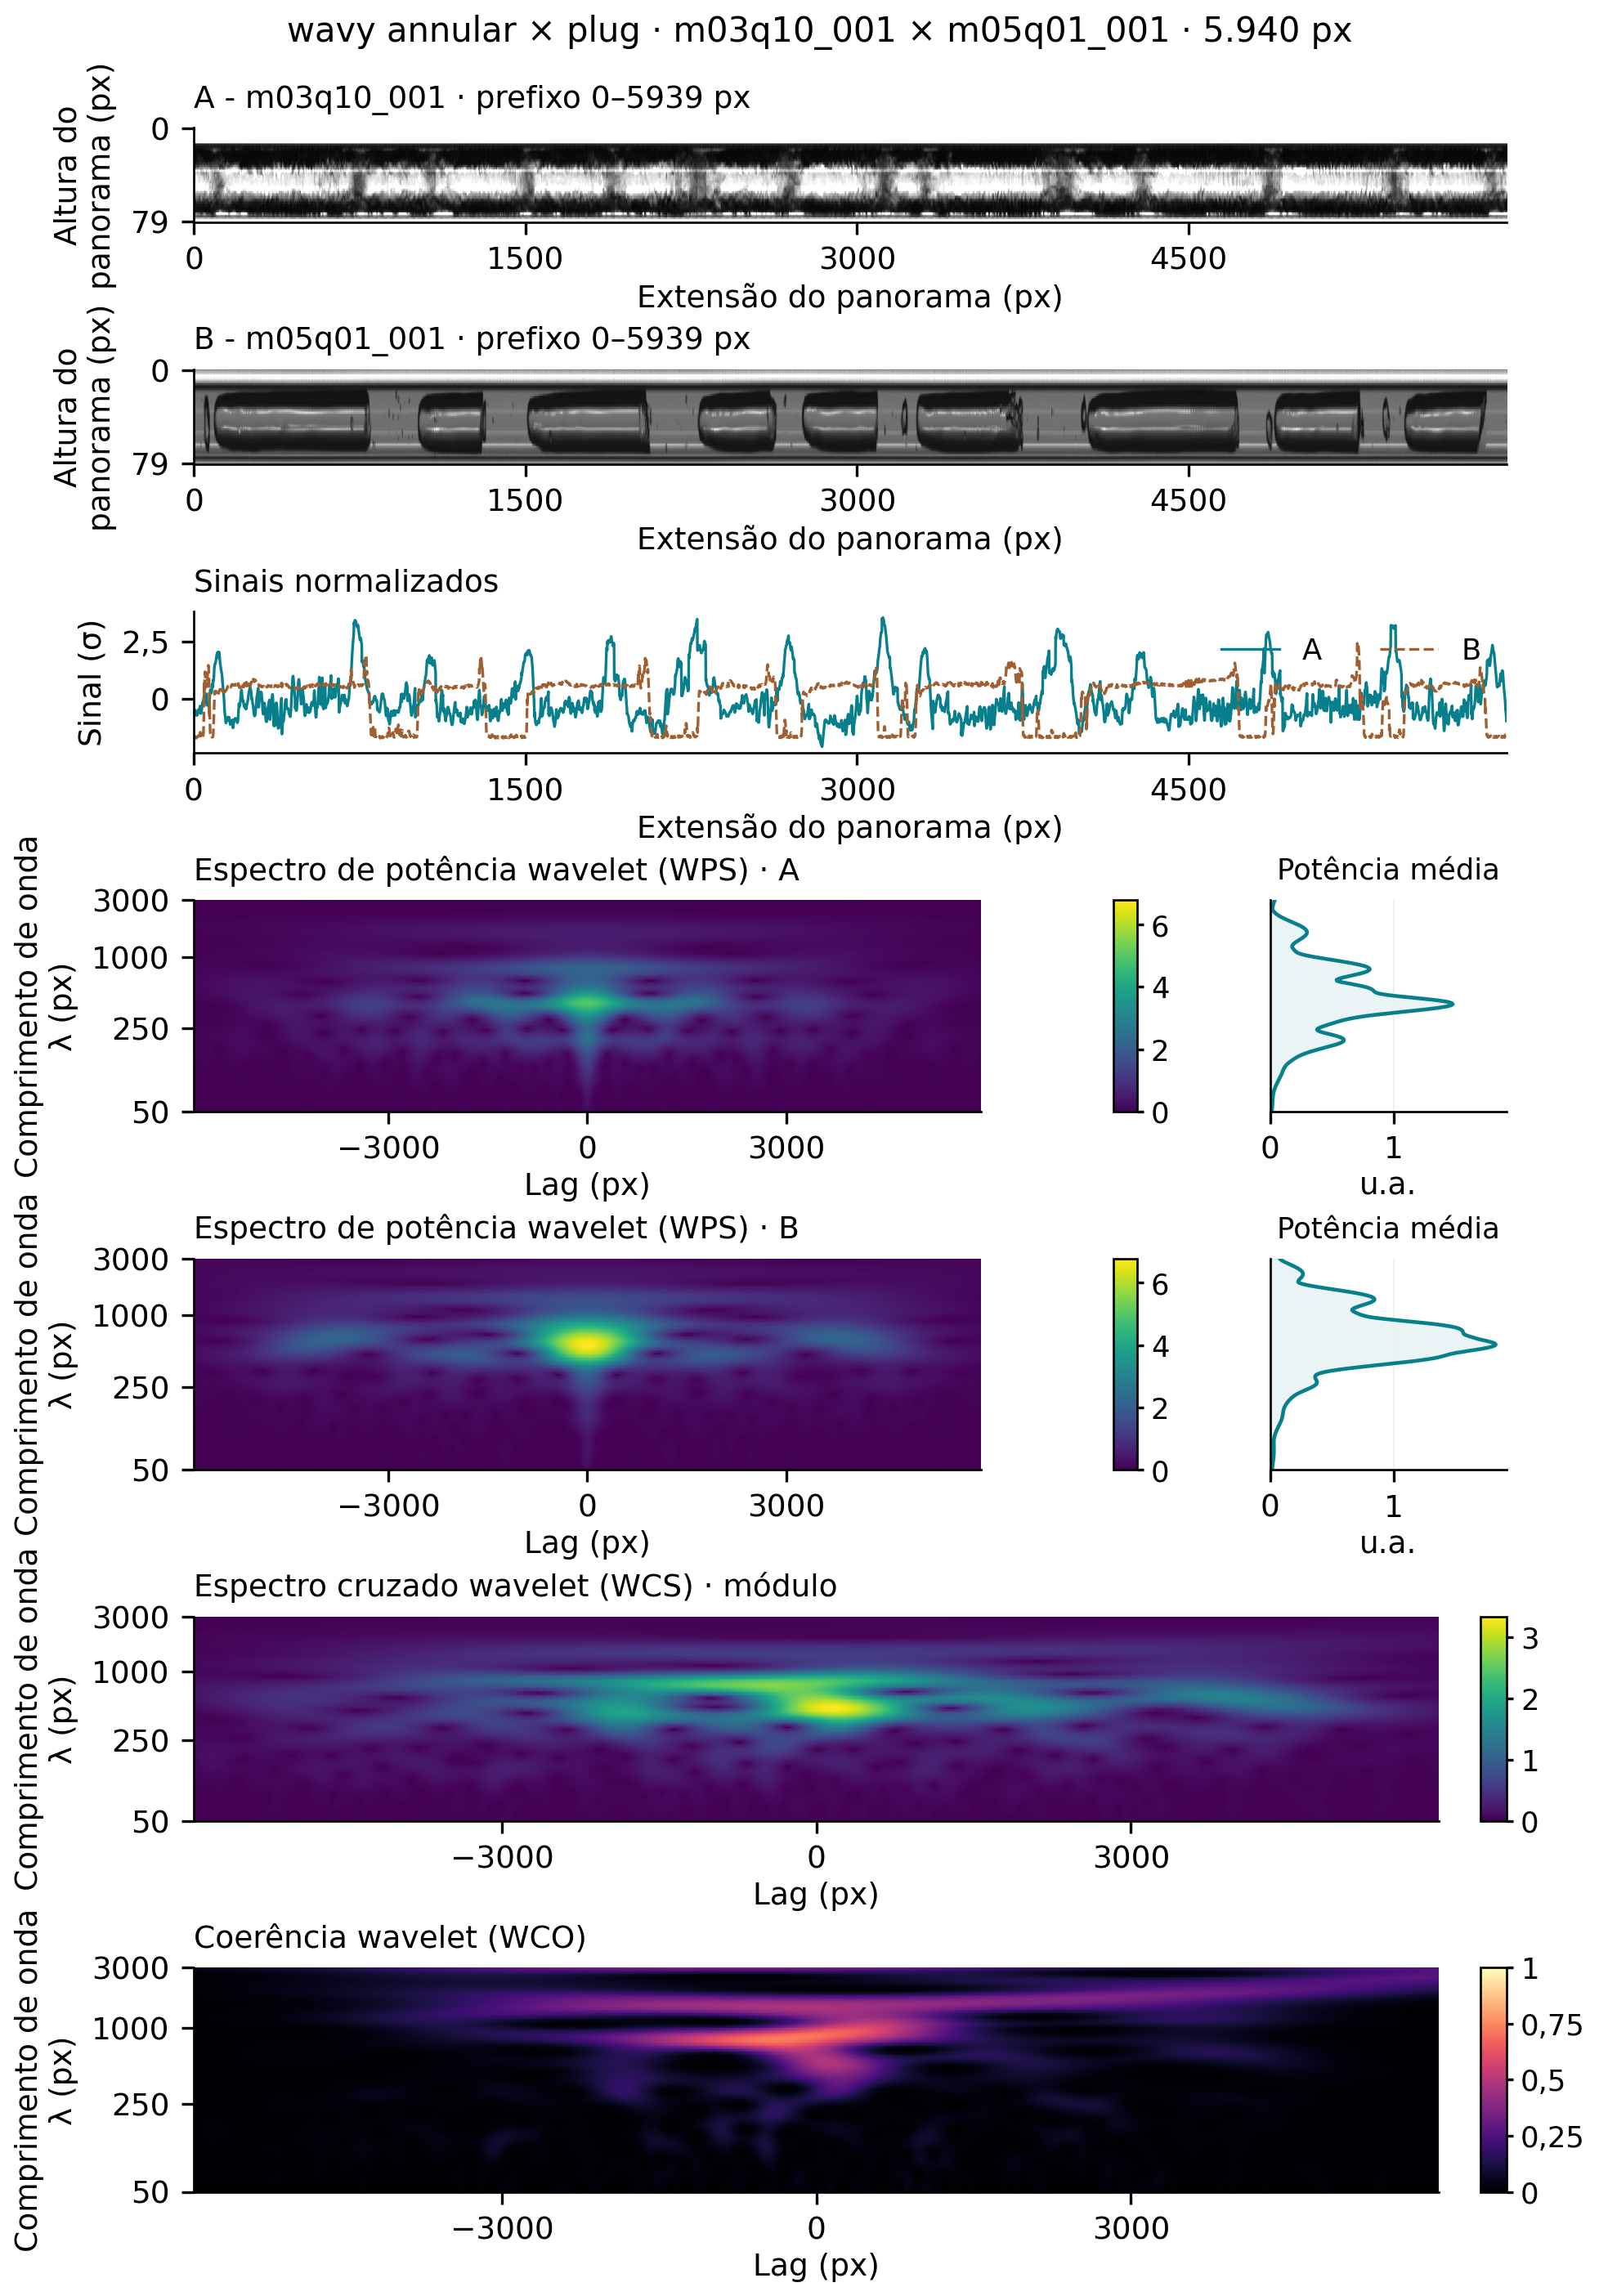 wavy annular × plug · m03q10_001 × m05q01_001 · 5.940 px
A - m03q10_001 · prefixo 0–5939 px
Altura do
panorama (px)
0
79
0
1500
3000
4500
Extensão do panorama (px)
B - m05q01_001 · prefixo 0–5939 px
Altura do
panorama (px)
0
79
0
1500
3000
4500
Extensão do panorama (px)
Sinais normalizados
Sinal (σ)
2,5
0
A
B
0
1500
3000
4500
Extensão do panorama (px)
Espectro de potência wavelet (WPS) · A
Comprimento de onda
λ (px)
3000
1000
250
50
−3000
0
3000
Lag (px)
6
4
2
0
Potência média
0
1
u.a.
Espectro de potência wavelet (WPS) · B
Comprimento de onda
λ (px)
3000
1000
250
50
−3000
0
3000
Lag (px)
6
4
2
0
Potência média
0
1
u.a.
Espectro cruzado wavelet (WCS) · módulo
Comprimento de onda
λ (px)
3000
1000
250
50
−3000
0
3000
Lag (px)
3
2
1
0
Coerência wavelet (WCO)
Comprimento de onda
λ (px)
3000
1000
250
50
−3000
0
3000
Lag (px)
1
0,75
0,5
0,25
0